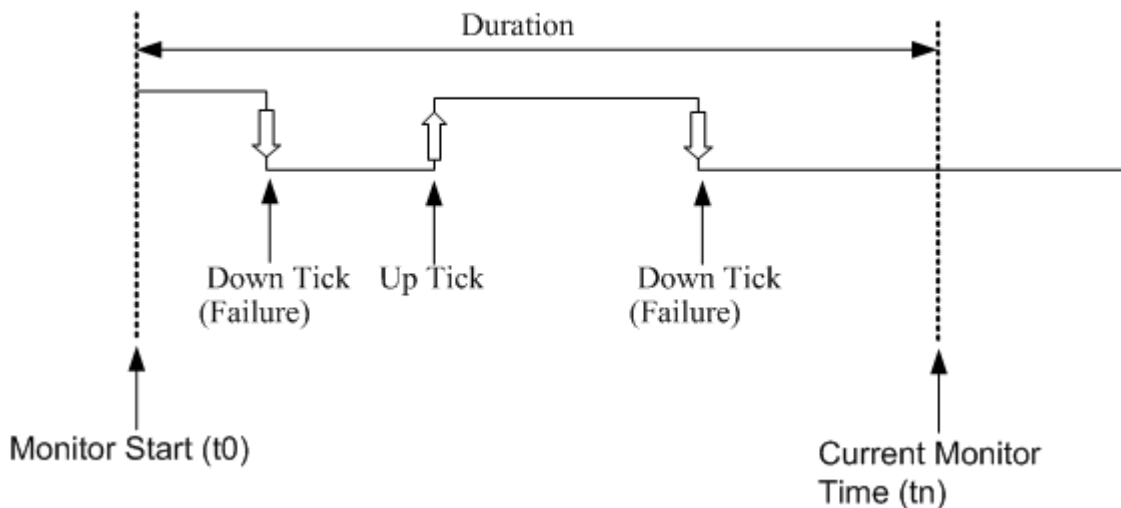 Duration
Down Tick
(Failure)
Up Tick
Down Tick
(Failure)
Monitor Start (t0)
Current Monitor
Time (tn)